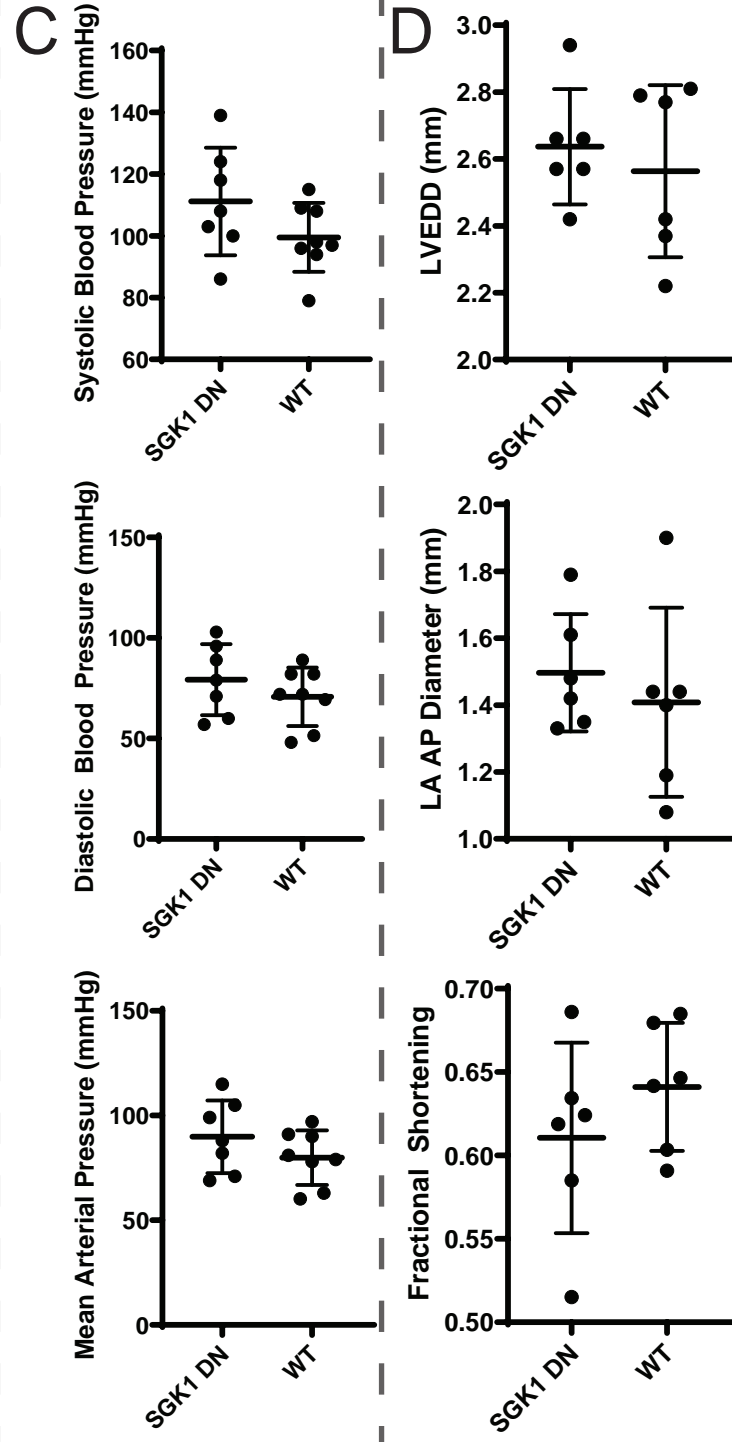 C
Systolic Blood Pressure (mmHg)
160
140
120
100
80
60
SGK1 DN
WT
Diastolic Blood Pressure (mmHg)
150
100
50
0
SGK1 DN
WT
Mean Arterial Pressure (mmHg)
150
100
50
0
SGK1 DN
WT
D
LVEDD (mm)
3.0
2.8
2.6
2.4
2.2
2.0
SGK1 DN
WT
LA AP Diameter (mm)
2.0
1.8
1.6
1.4
1.2
1.0
SGK1 DN
WT
Fractional Shortening
0.70
0.65
0.60
0.55
0.50
SGK1 DN
WT